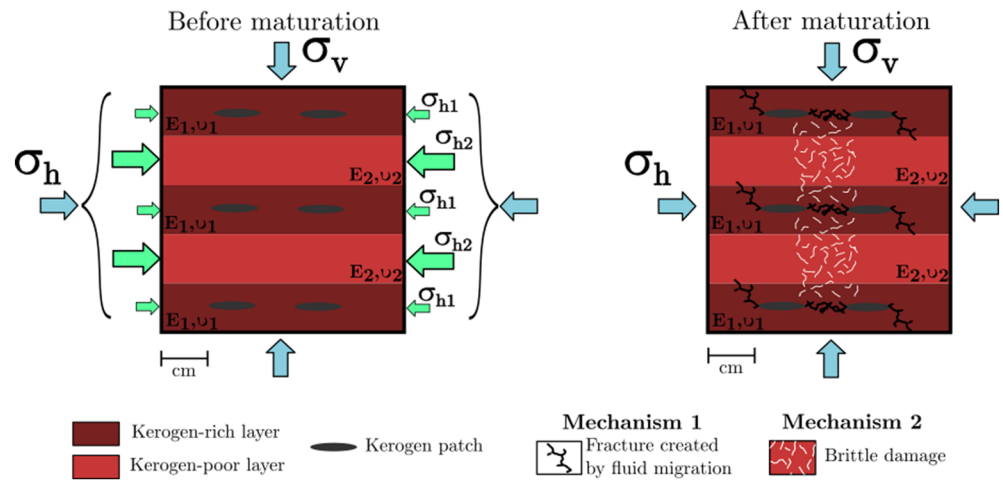 Before maturation
σv
σh1
E1,υ1
σh2
σh
E2,υ2
σh1
E1,υ1
σh2
E2,υ2
σh1
E1,υ1
cm
After maturation
σv
E1,υ1
σh
E2,υ2
E1,υ1
E2,υ2
E1,υ1
cm
Kerogen-rich layer
Kerogen-poor layer
Kerogen patch
Mechanism 1
Fracture created
by fluid migration
Mechanism 2
Brittle damage